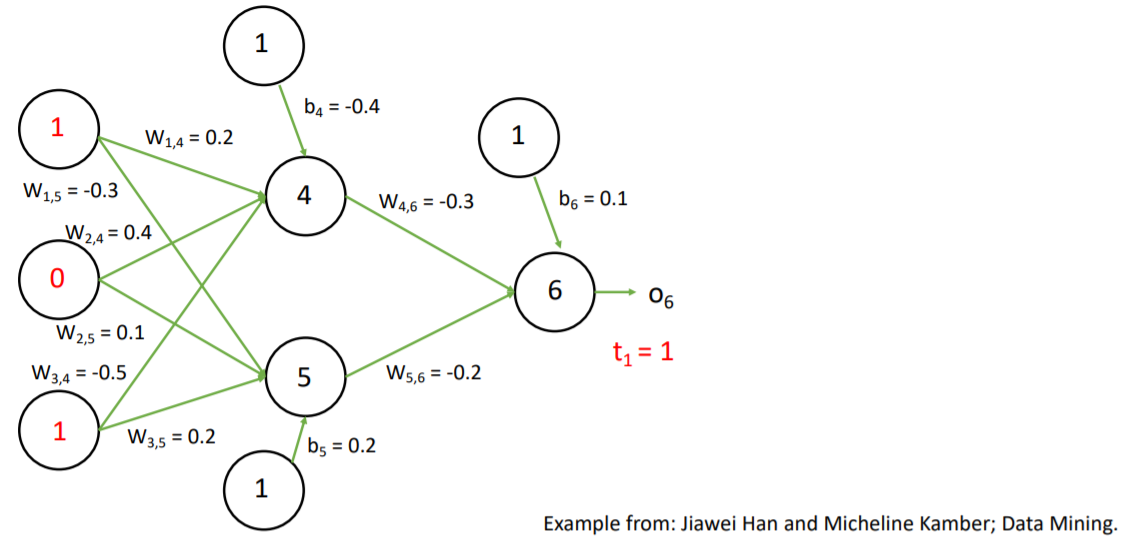 1
b₄ = -0.4
1
W₁,₄ = 0.2
1
W₁,₅ = -0.3
4
W₄,₆ = -0.3
b₆ = 0.1
W₂,₄ = 0.4
0
6
o₆
W₂,₅ = 0.1
t₁ = 1
W₃,₄ = -0.5
5
W₅,₆ = -0.2
1
W₃,₅ = 0.2
b₅ = 0.2
1
Example from: Jiawei Han and Micheline Kamber; Data Mining.